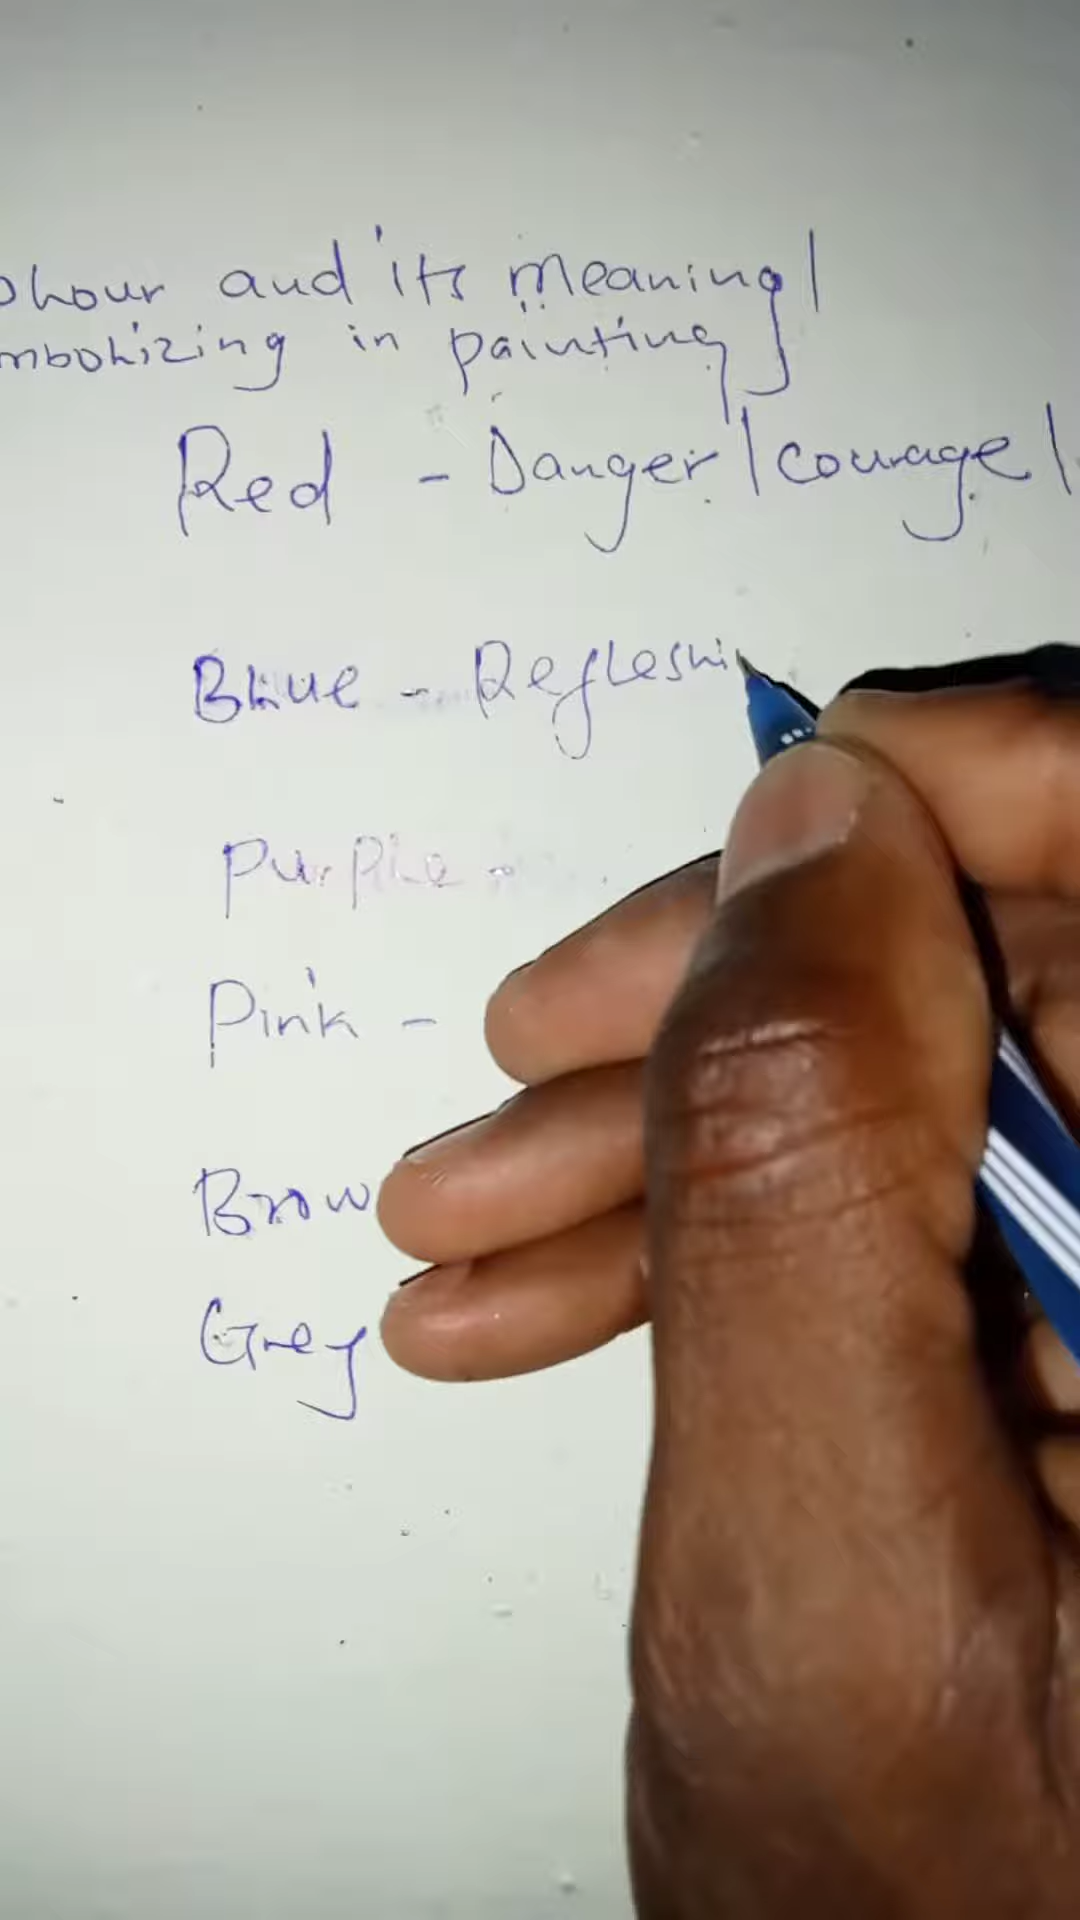 olour and its meaning/
mbolizing in painting
Red - Danger/courage/
Blue - Refleshi
Purple -
Pink -
Brow
Grey